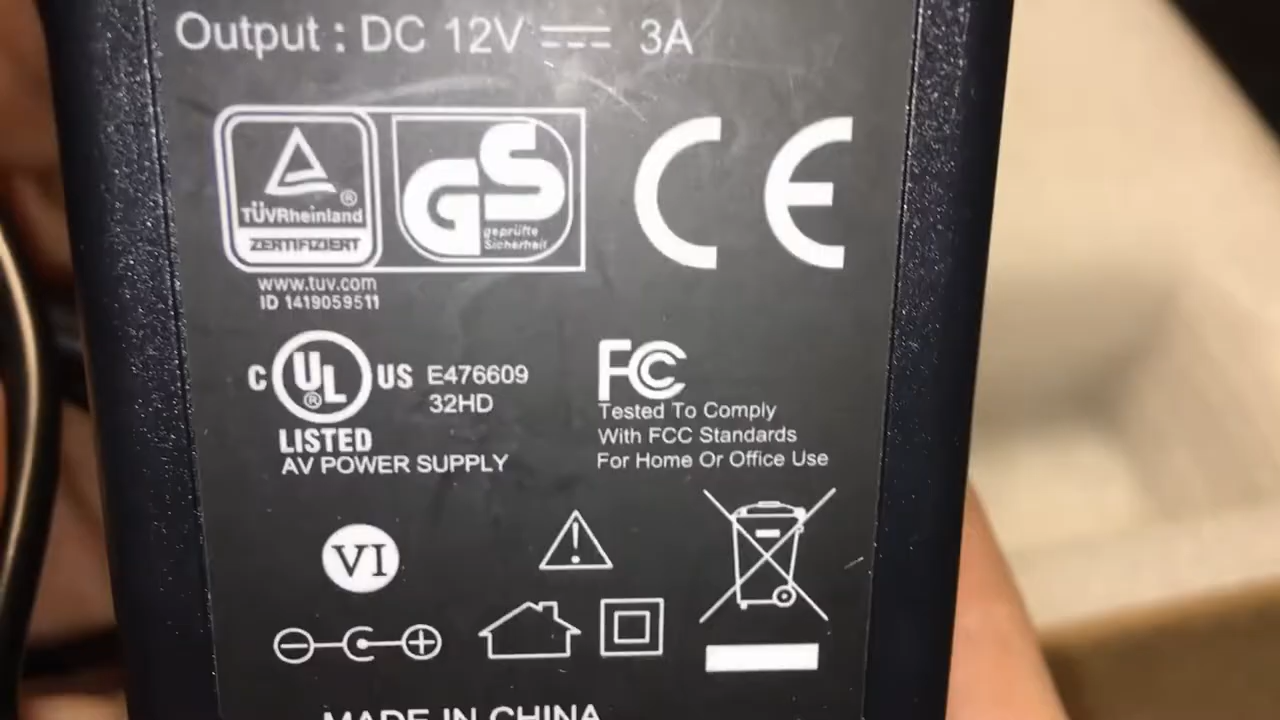 Output : DC 12V ⎓ 3A
TÜVRheinland®
ZERTIFIZIERT
GS
geprüfte
Sicherheit
CE
www.tuv.com
ID 1419059511
C UL® US E476609
32HD
LISTED
AV POWER SUPPLY
FC
Tested To Comply
With FCC Standards
For Home Or Office Use
VI
MADE IN CHINA